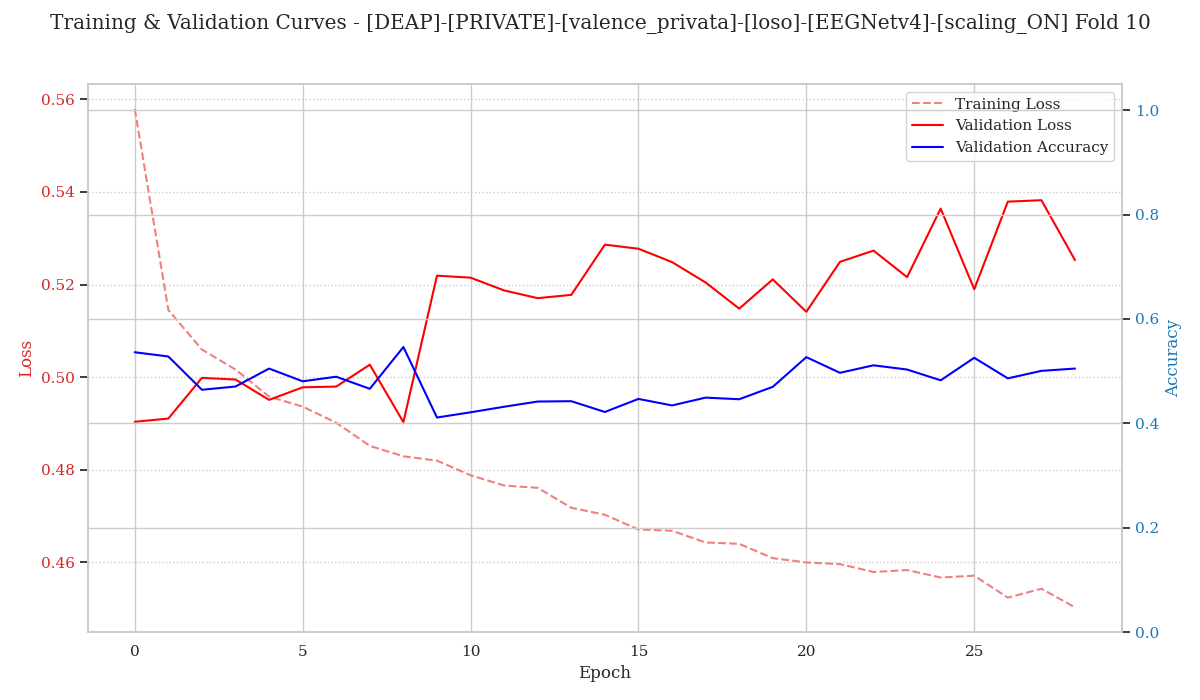 Training & Validation Curves - [DEAP]-[PRIVATE]-[valence_privata]-[loso]-[EEGNetv4]-[scaling_ON] Fold 10
Training Loss
Validation Loss
Validation Accuracy
Loss
0.56
0.54
0.52
0.50
0.48
0.46
1.0
0.8
0.6
0.4
0.2
0.0
Accuracy
0
5
10
15
20
25
Epoch